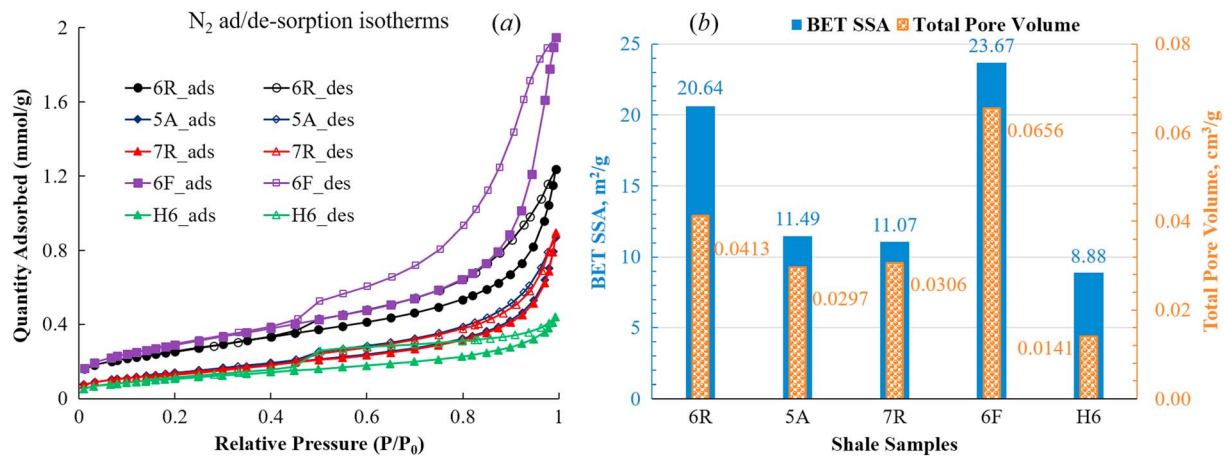 N2 ad/de-sorption isotherms (a)
2
1.6
1.2
0.8
0.4
0
Quantity Adsorbed (mmol/g)
6R_ads 6R_des
5A_ads 5A_des
7R_ads 7R_des
6F_ads 6F_des
H6_ads H6_des
0 0.2 0.4 0.6 0.8 1
Relative Pressure (P/P0)
(b) BET SSA Total Pore Volume
25
20
15
10
5
0
BET SSA, m²/g
20.64
11.49
11.07
23.67
8.88
0.0413
0.0297
0.0306
0.0656
0.0141
0.08
0.06
0.04
0.02
0.00
Total Pore Volume, cm³/g
6R 5A 7R 6F H6
Shale Samples